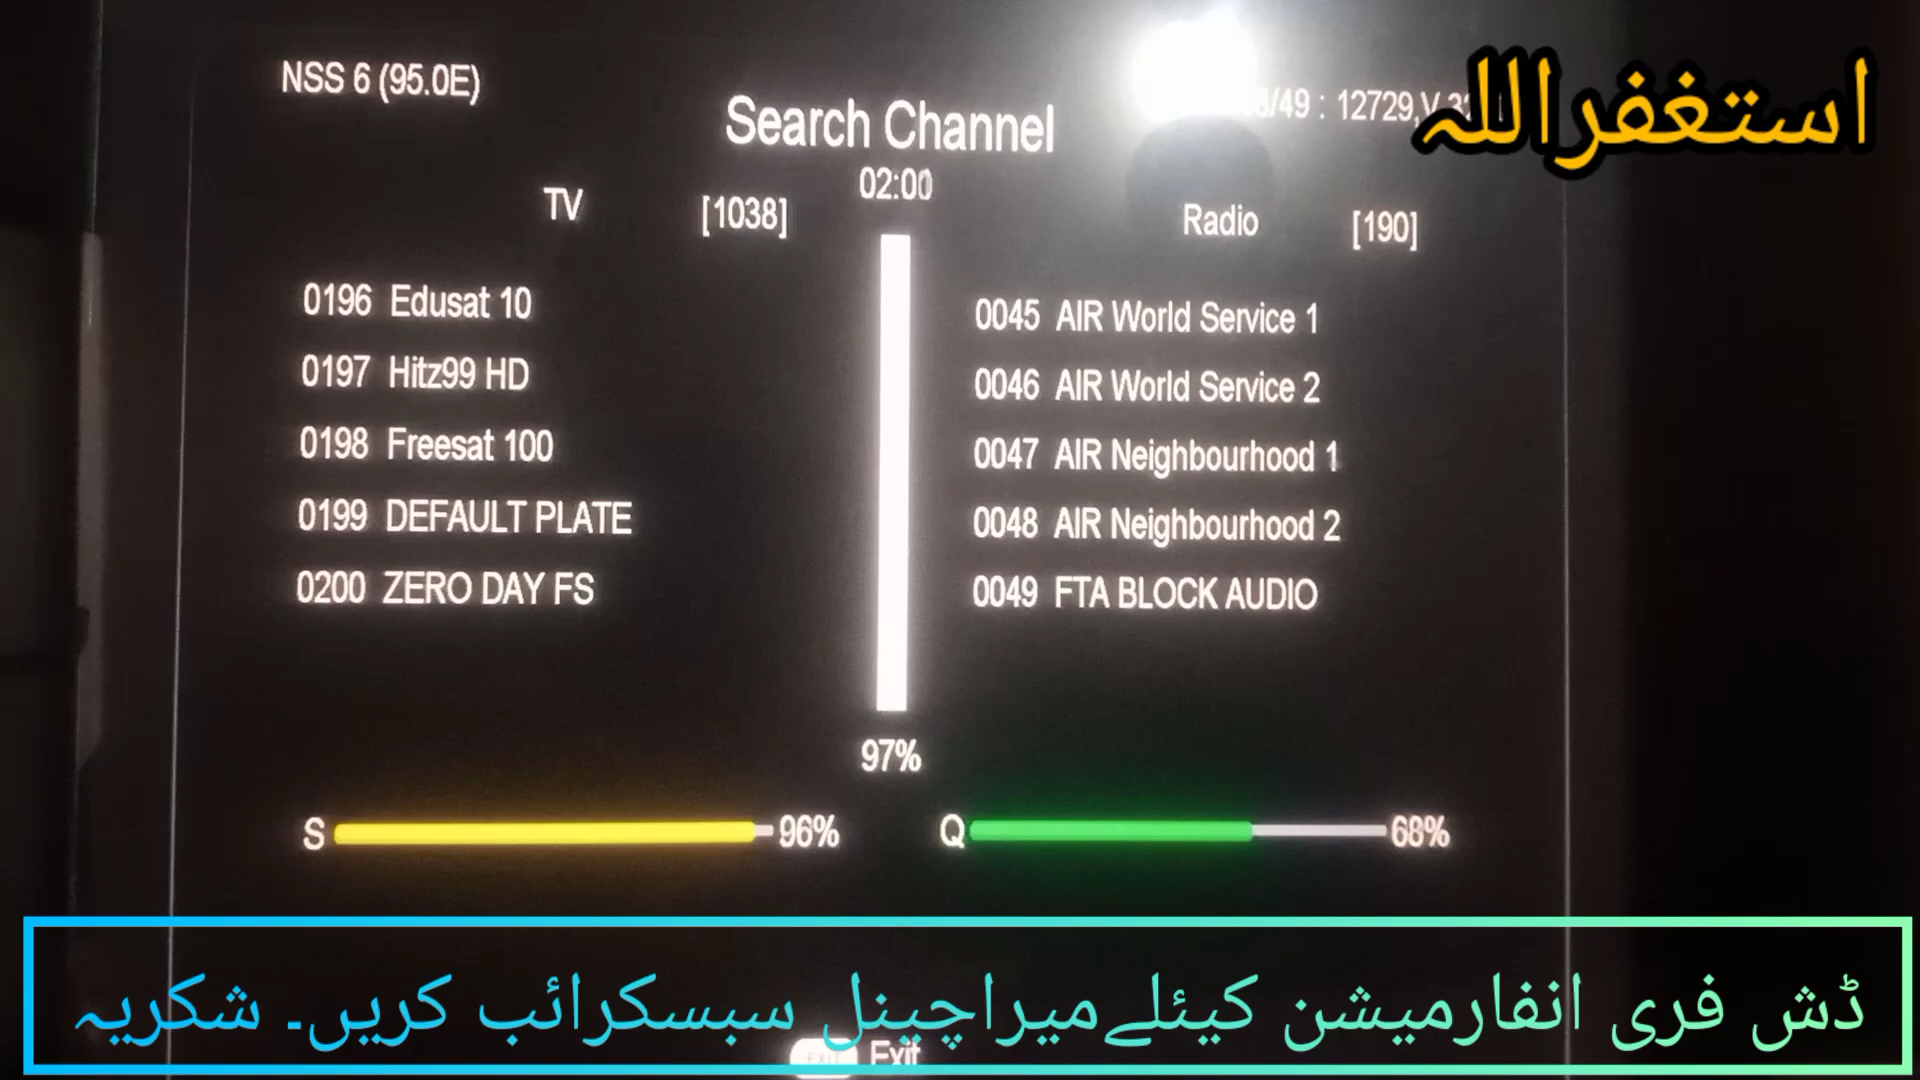 NSS 6 (95.0E)
Search Channel
/49 : 12729,V
استغفراللہ
02:00
TV [1038]
Radio [190]
0196 Edusat 10
0197 Hitz99 HD
0198 Freesat 100
0199 DEFAULT PLATE
0200 ZERO DAY FS
0045 AIR World Service 1
0046 AIR World Service 2
0047 AIR Neighbourhood 1
0048 AIR Neighbourhood 2
0049 FTA BLOCK AUDIO
97%
S 96%
Q 68%
ڈش فری انفارمیشن کیئلےمیراچینل سبسکرائب کریں۔ شکریہ
EXIT Exit